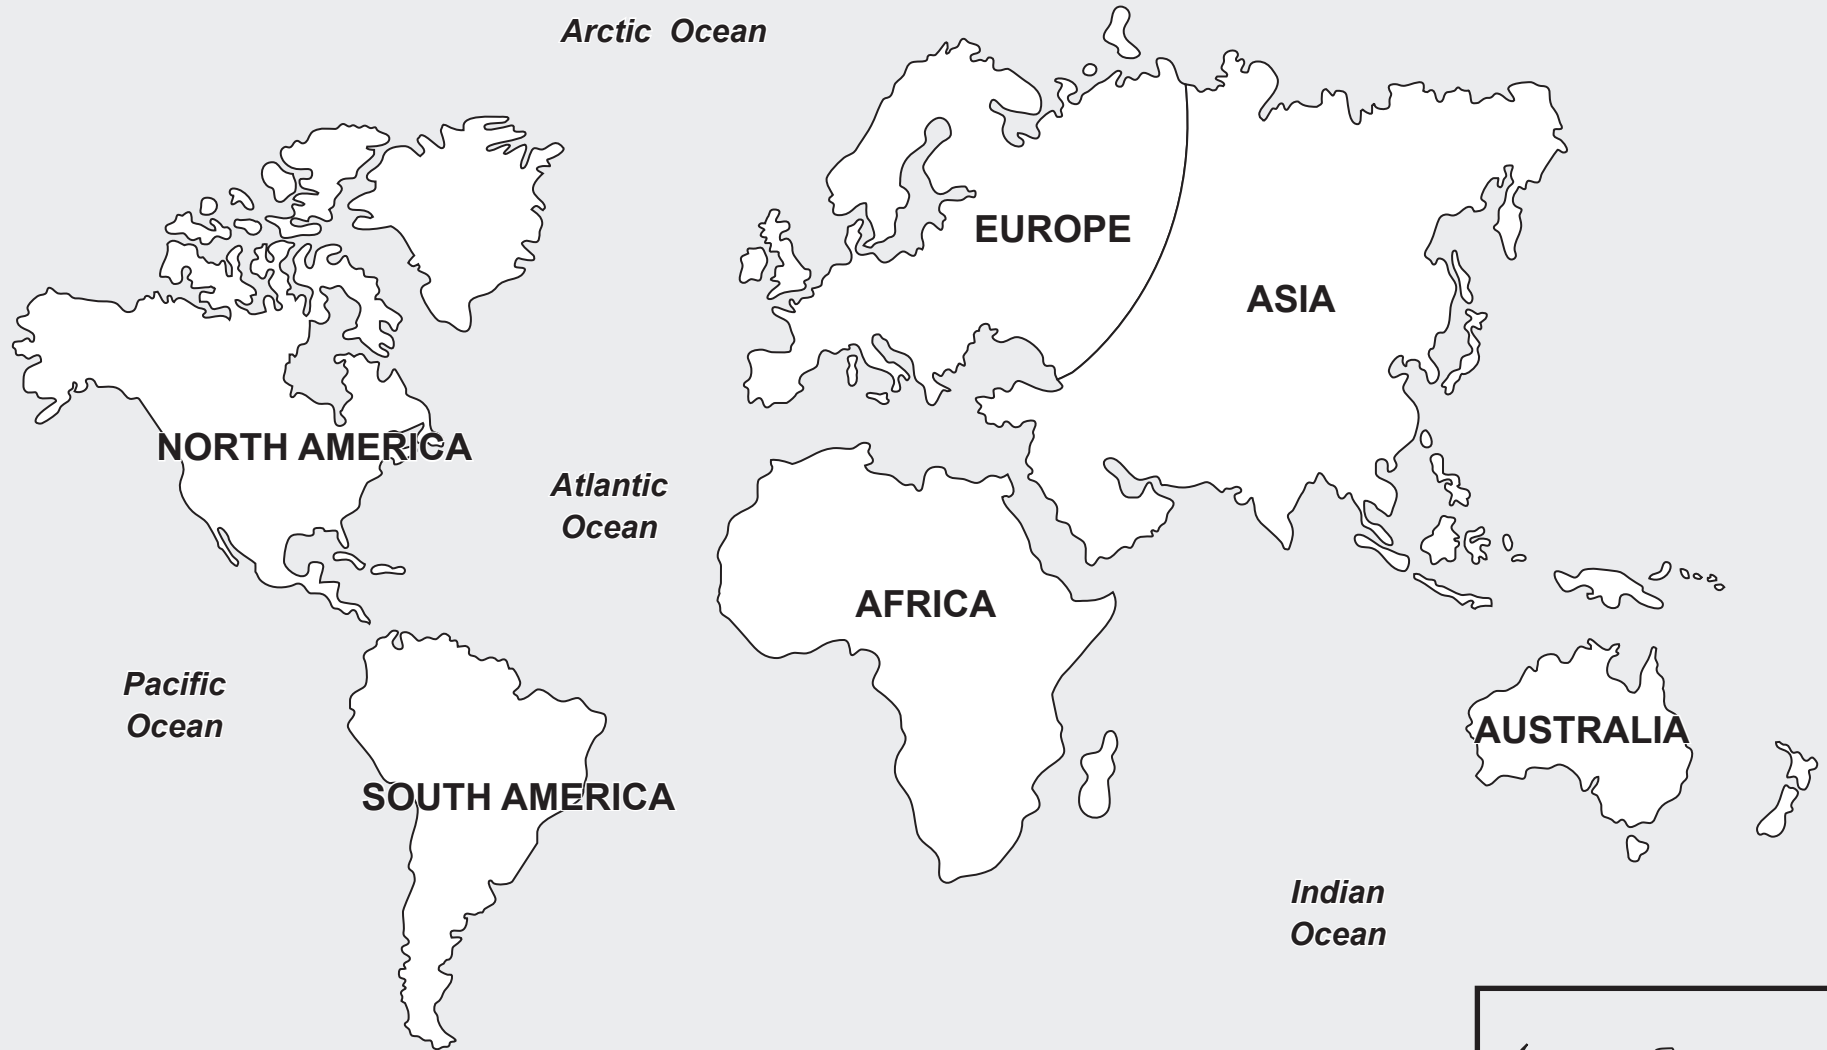 Arctic Ocean
EUROPE
ASIA
NORTH AMERICA
Atlantic
Ocean
AFRICA
Pacific
Ocean
AUSTRALIA
SOUTH AMERICA
Indian
Ocean